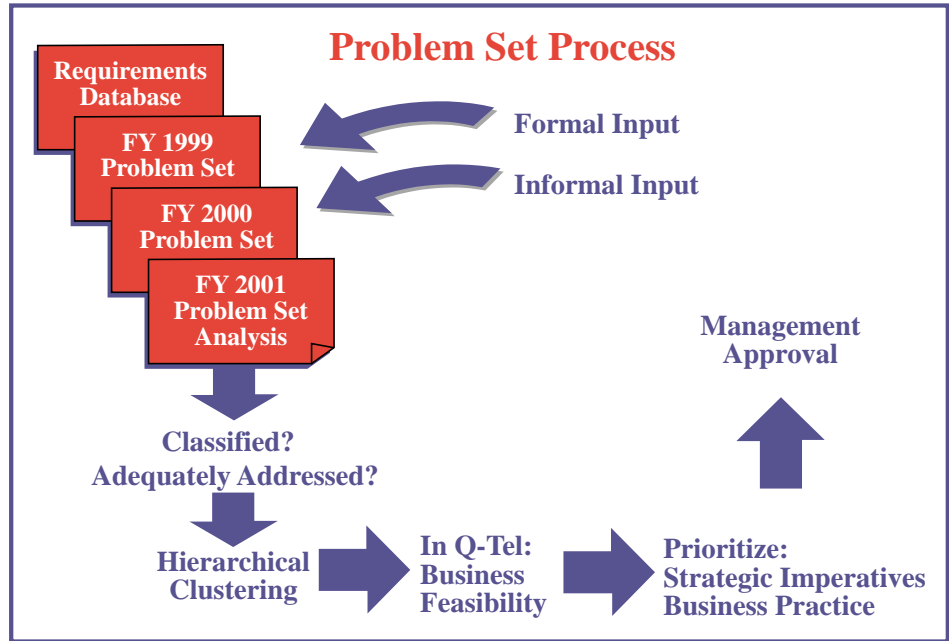 Problem Set Process
Requirements
Database
FY 1999
Problem Set
FY 2000
Problem Set
FY 2001
Problem Set
Analysis
Formal Input
Informal Input
Classified?
Adequately Addressed?
Hierarchical
Clustering
In Q-Tel:
Business
Feasibility
Prioritize:
Strategic Imperatives
Business Practice
Management
Approval